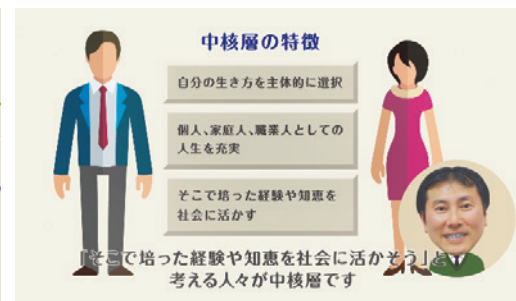 中核層の特徴
自分の生き方を主体的に選択
個人、家庭人、職業人としての
人生を充実
そこで培った経験や知恵を
社会に活かす
「そこで培った経験や知恵を社会に活かそう」と
考える人々が中核層です